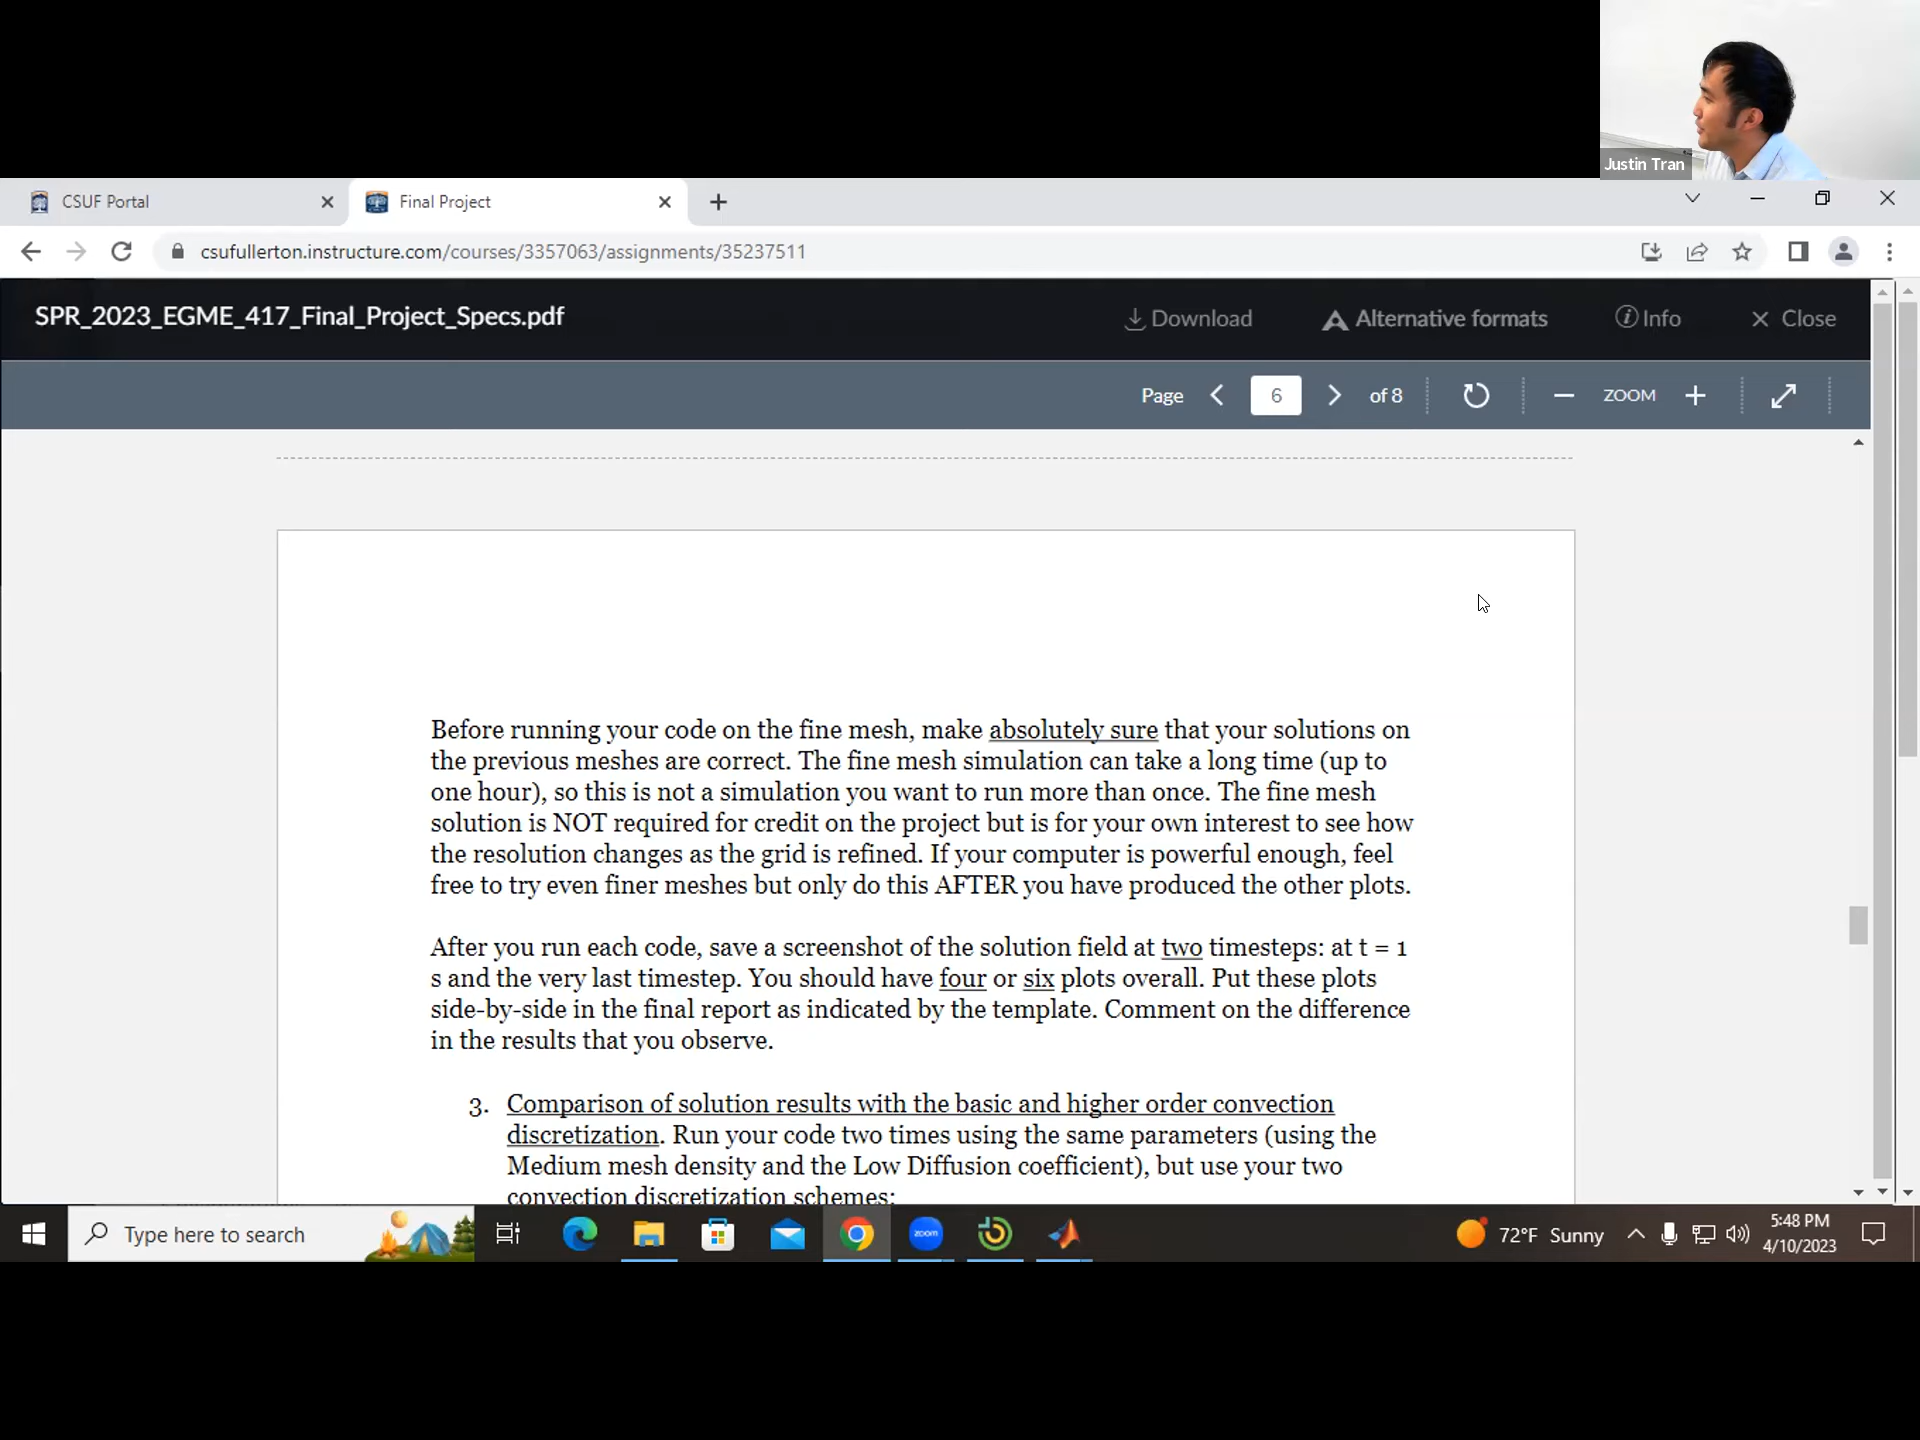 Justin Tran
CSUF Portal
Final Project
csufullerton.instructure.com/courses/3357063/assignments/35237511
SPR_2023_EGME_417_Final_Project_Specs.pdf
Download
Alternative formats
Info
Close
Page
6
of 8
ZOOM
Before running your code on the fine mesh, make absolutely sure that your solutions on
the previous meshes are correct. The fine mesh simulation can take a long time (up to
one hour), so this is not a simulation you want to run more than once. The fine mesh
solution is NOT required for credit on the project but is for your own interest to see how
the resolution changes as the grid is refined. If your computer is powerful enough, feel
free to try even finer meshes but only do this AFTER you have produced the other plots.
After you run each code, save a screenshot of the solution field at two timesteps: at t = 1
s and the very last timestep. You should have four or six plots overall. Put these plots
side-by-side in the final report as indicated by the template. Comment on the difference
in the results that you observe.
3. Comparison of solution results with the basic and higher order convection
discretization. Run your code two times using the same parameters (using the
Medium mesh density and the Low Diffusion coefficient), but use your two
convection discretization schemes:
Type here to search
zoom
72°F Sunny
5:48 PM
4/10/2023